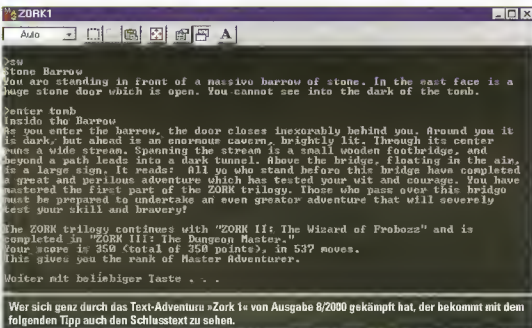 ZORK1
Auto
A
>sw
Stone Barrow
You are standing in front of a massive barrow of stone. In the east face is a
huge stone door which is open. You cannot see into the dark of the tomb.
>enter tomb
Inside the Barrow
As you enter the barrow, the door closes inexorably behind you. Around you it
is dark, but ahead is an enormous cavern, brightly lit. Through its center
runs a wide stream. Spanning the stream is a small wooden footbridge, and
beyond a path leads into a dark tunnel. Above the bridge, floating in the air,
is a large sign. It reads:  All ye who stand before this bridge have completed
a great and perilous adventure which has tested your wit and courage. You have
mastered the first part of the ZORK trilogy. Those who pass over this bridge
must be prepared to undertake an even greater adventure that will severely
test your skill and bravery!
The ZORK trilogy continues with "ZORK II: The Wizard of Frobozz" and is
completed in "ZORK III: The Dungeon Master."
Your score is 350 (total of 350 points), in 537 moves.
This gives you the rank of Master Adventurer.
Weiter mit beliebiger Taste . . .
Wer sich ganz durch das Text-Adventure »Zork 1« von Ausgabe 8/2000 gekämpft hat, der bekommt mit dem
folgenden Tipp auch den Schlusstext zu sehen.